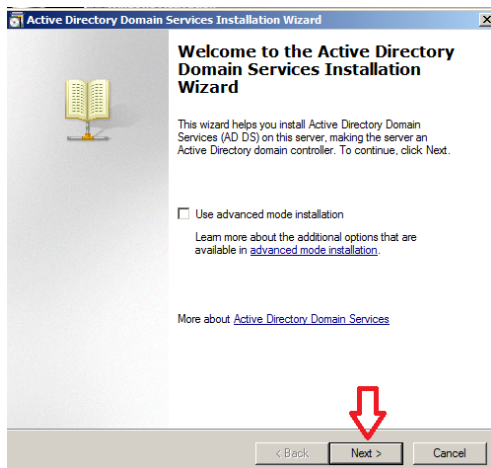 Active Directory Domain Services Installation Wizard
Welcome to the Active Directory
Domain Services Installation
Wizard
This wizard helps you install Active Directory Domain
Services (AD DS) on this server, making the server an
Active Directory domain controller. To continue, click Next.
Use advanced mode installation
Learn more about the additional options that are
available in advanced mode installation.
More about Active Directory Domain Services
< Back
Next >
Cancel